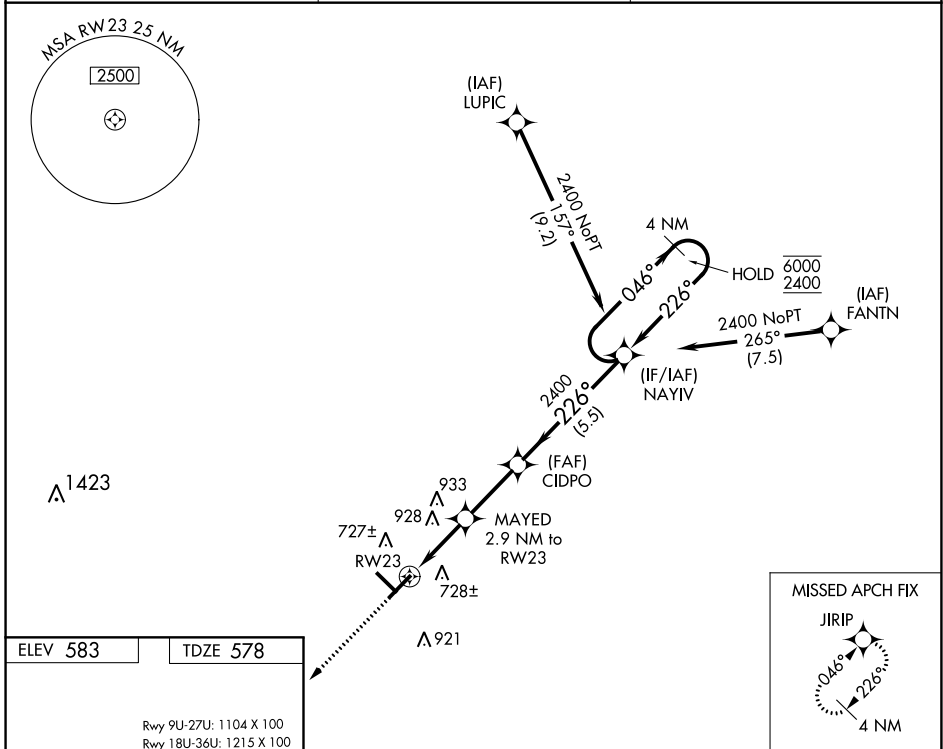 MSA RW23 25 NM
2500
(IAF)
LUPIC
2400 NoPT
157°
(9.2)
4 NM
046°
226°
HOLD
6000
2400
(IAF)
FANTN
2400 NoPT
265°
(7.5)
(IF/IAF)
NAYIV
2400
226°
(5.5)
(FAF)
CIDPO
1423
933
928
MAYED
2.9 NM to
RW23
727±
RW23
728±
921
MISSED APCH FIX
JIRIP
046°
226°
4 NM
ELEV 583
TDZE 578
Rwy 9U-27U: 1104 X 100
Rwy 18U-36U: 1215 X 100